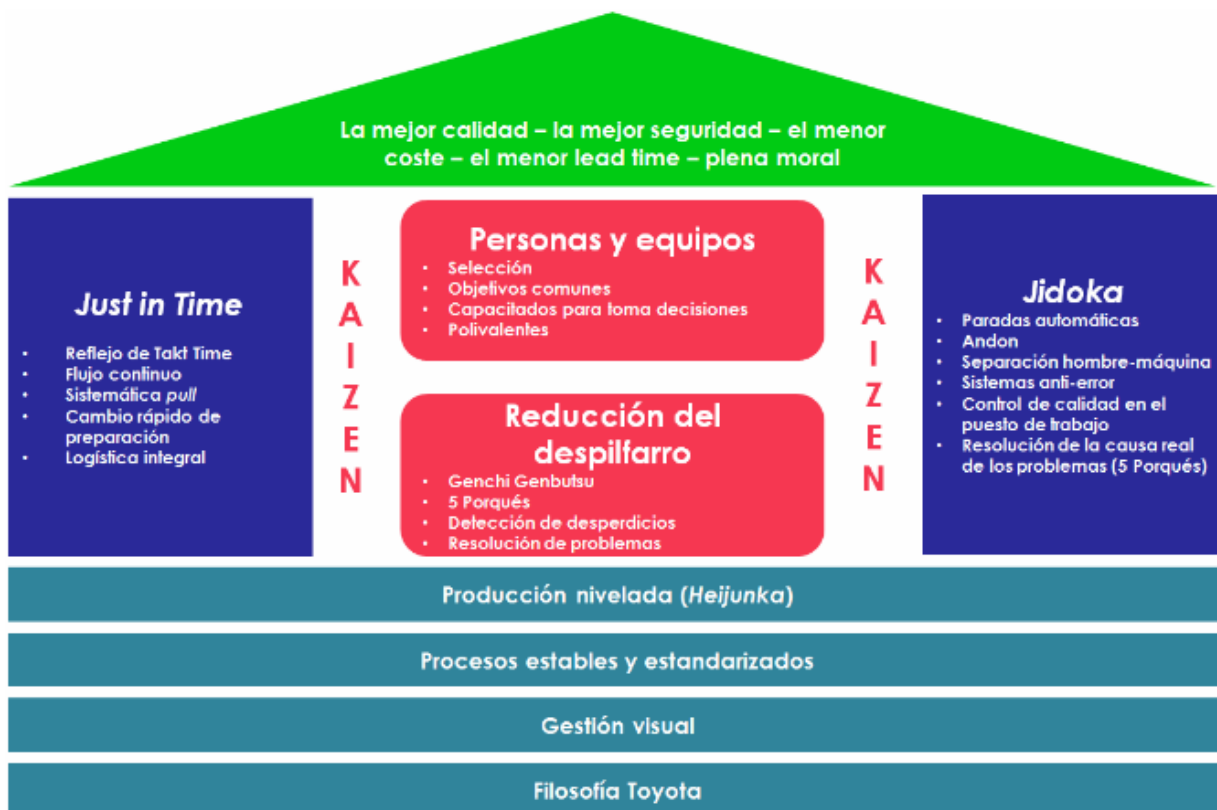 La mejor calidad – la mejor seguridad – el menor
coste – el menor lead time – plena moral
Just in Time
• Reflejo de Takt Time
• Flujo continuo
• Sistemática pull
• Cambio rápido de
preparación
• Logística integral
K
A
I
Z
E
N
Personas y equipos
• Selección
• Objetivos comunes
• Capacitados para toma decisiones
• Polivalentes
Reducción del
despilfarro
• Genchi Genbutsu
• 5 Porqués
• Detección de desperdicios
• Resolución de problemas
K
A
I
Z
E
N
Jidoka
• Paradas automáticas
• Andon
• Separación hombre-máquina
• Sistemas anti-error
• Control de calidad en el
puesto de trabajo
• Resolución de la causa real
de los problemas (5 Porqués)
Producción nivelada (Heijunka)
Procesos estables y estandarizados
Gestión visual
Filosofía Toyota